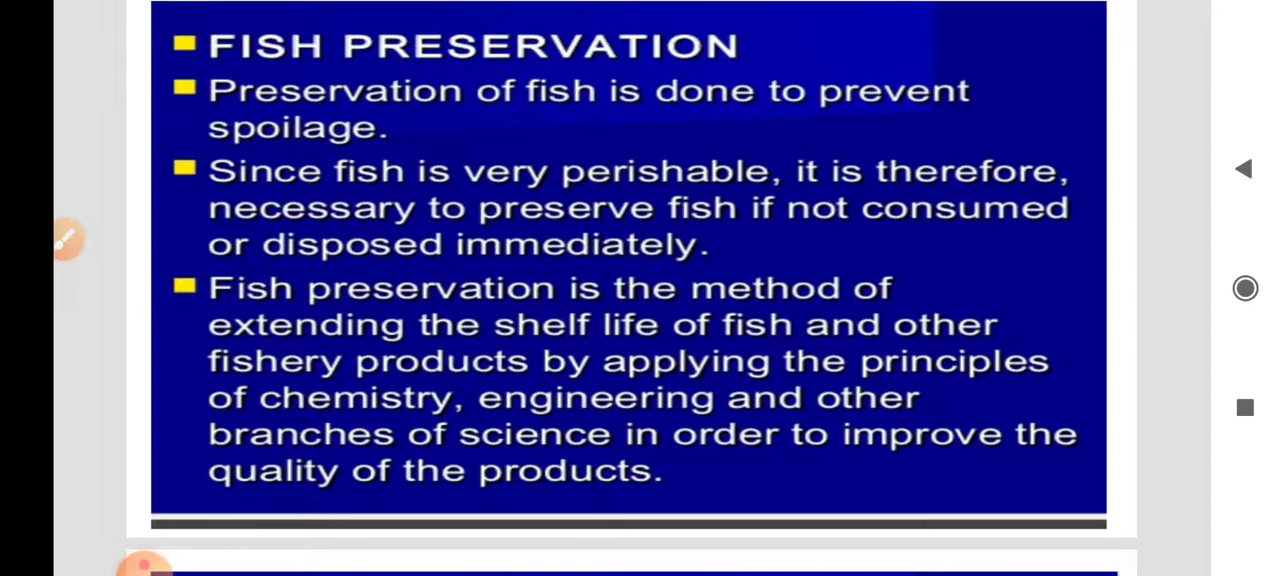 FISH PRESERVATION
Preservation of fish is done to prevent
spoilage.
Since fish is very perishable, it is therefore,
necessary to preserve fish if not consumed
or disposed immediately.
Fish preservation is the method of
extending the shelf life of fish and other
fishery products by applying the principles
of chemistry, engineering and other
branches of science in order to improve the
quality of the products.